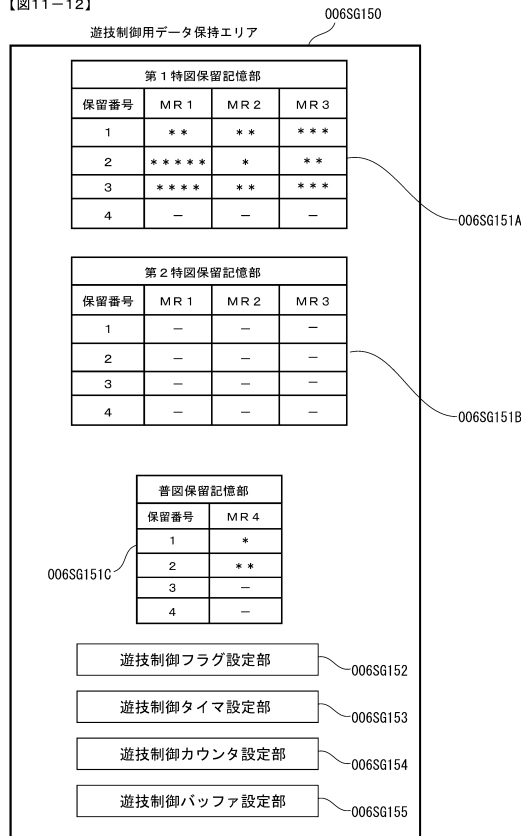 【図11−12】
006SG150
遊技制御用データ保持エリア
第1特図保留記憶部
保留番号 MR1 MR2 MR3
1 ** ** ***
2 ***** * **
3 **** ** ***
4 − − −
006SG151A
第2特図保留記憶部
保留番号 MR1 MR2 MR3
1 − − −
2 − − −
3 − − −
4 − − −
006SG151B
普図保留記憶部
保留番号 MR4
1 *
2 **
3 −
4 −
006SG151C
遊技制御フラグ設定部
006SG152
遊技制御タイマ設定部
006SG153
遊技制御カウンタ設定部
006SG154
遊技制御バッファ設定部
006SG155